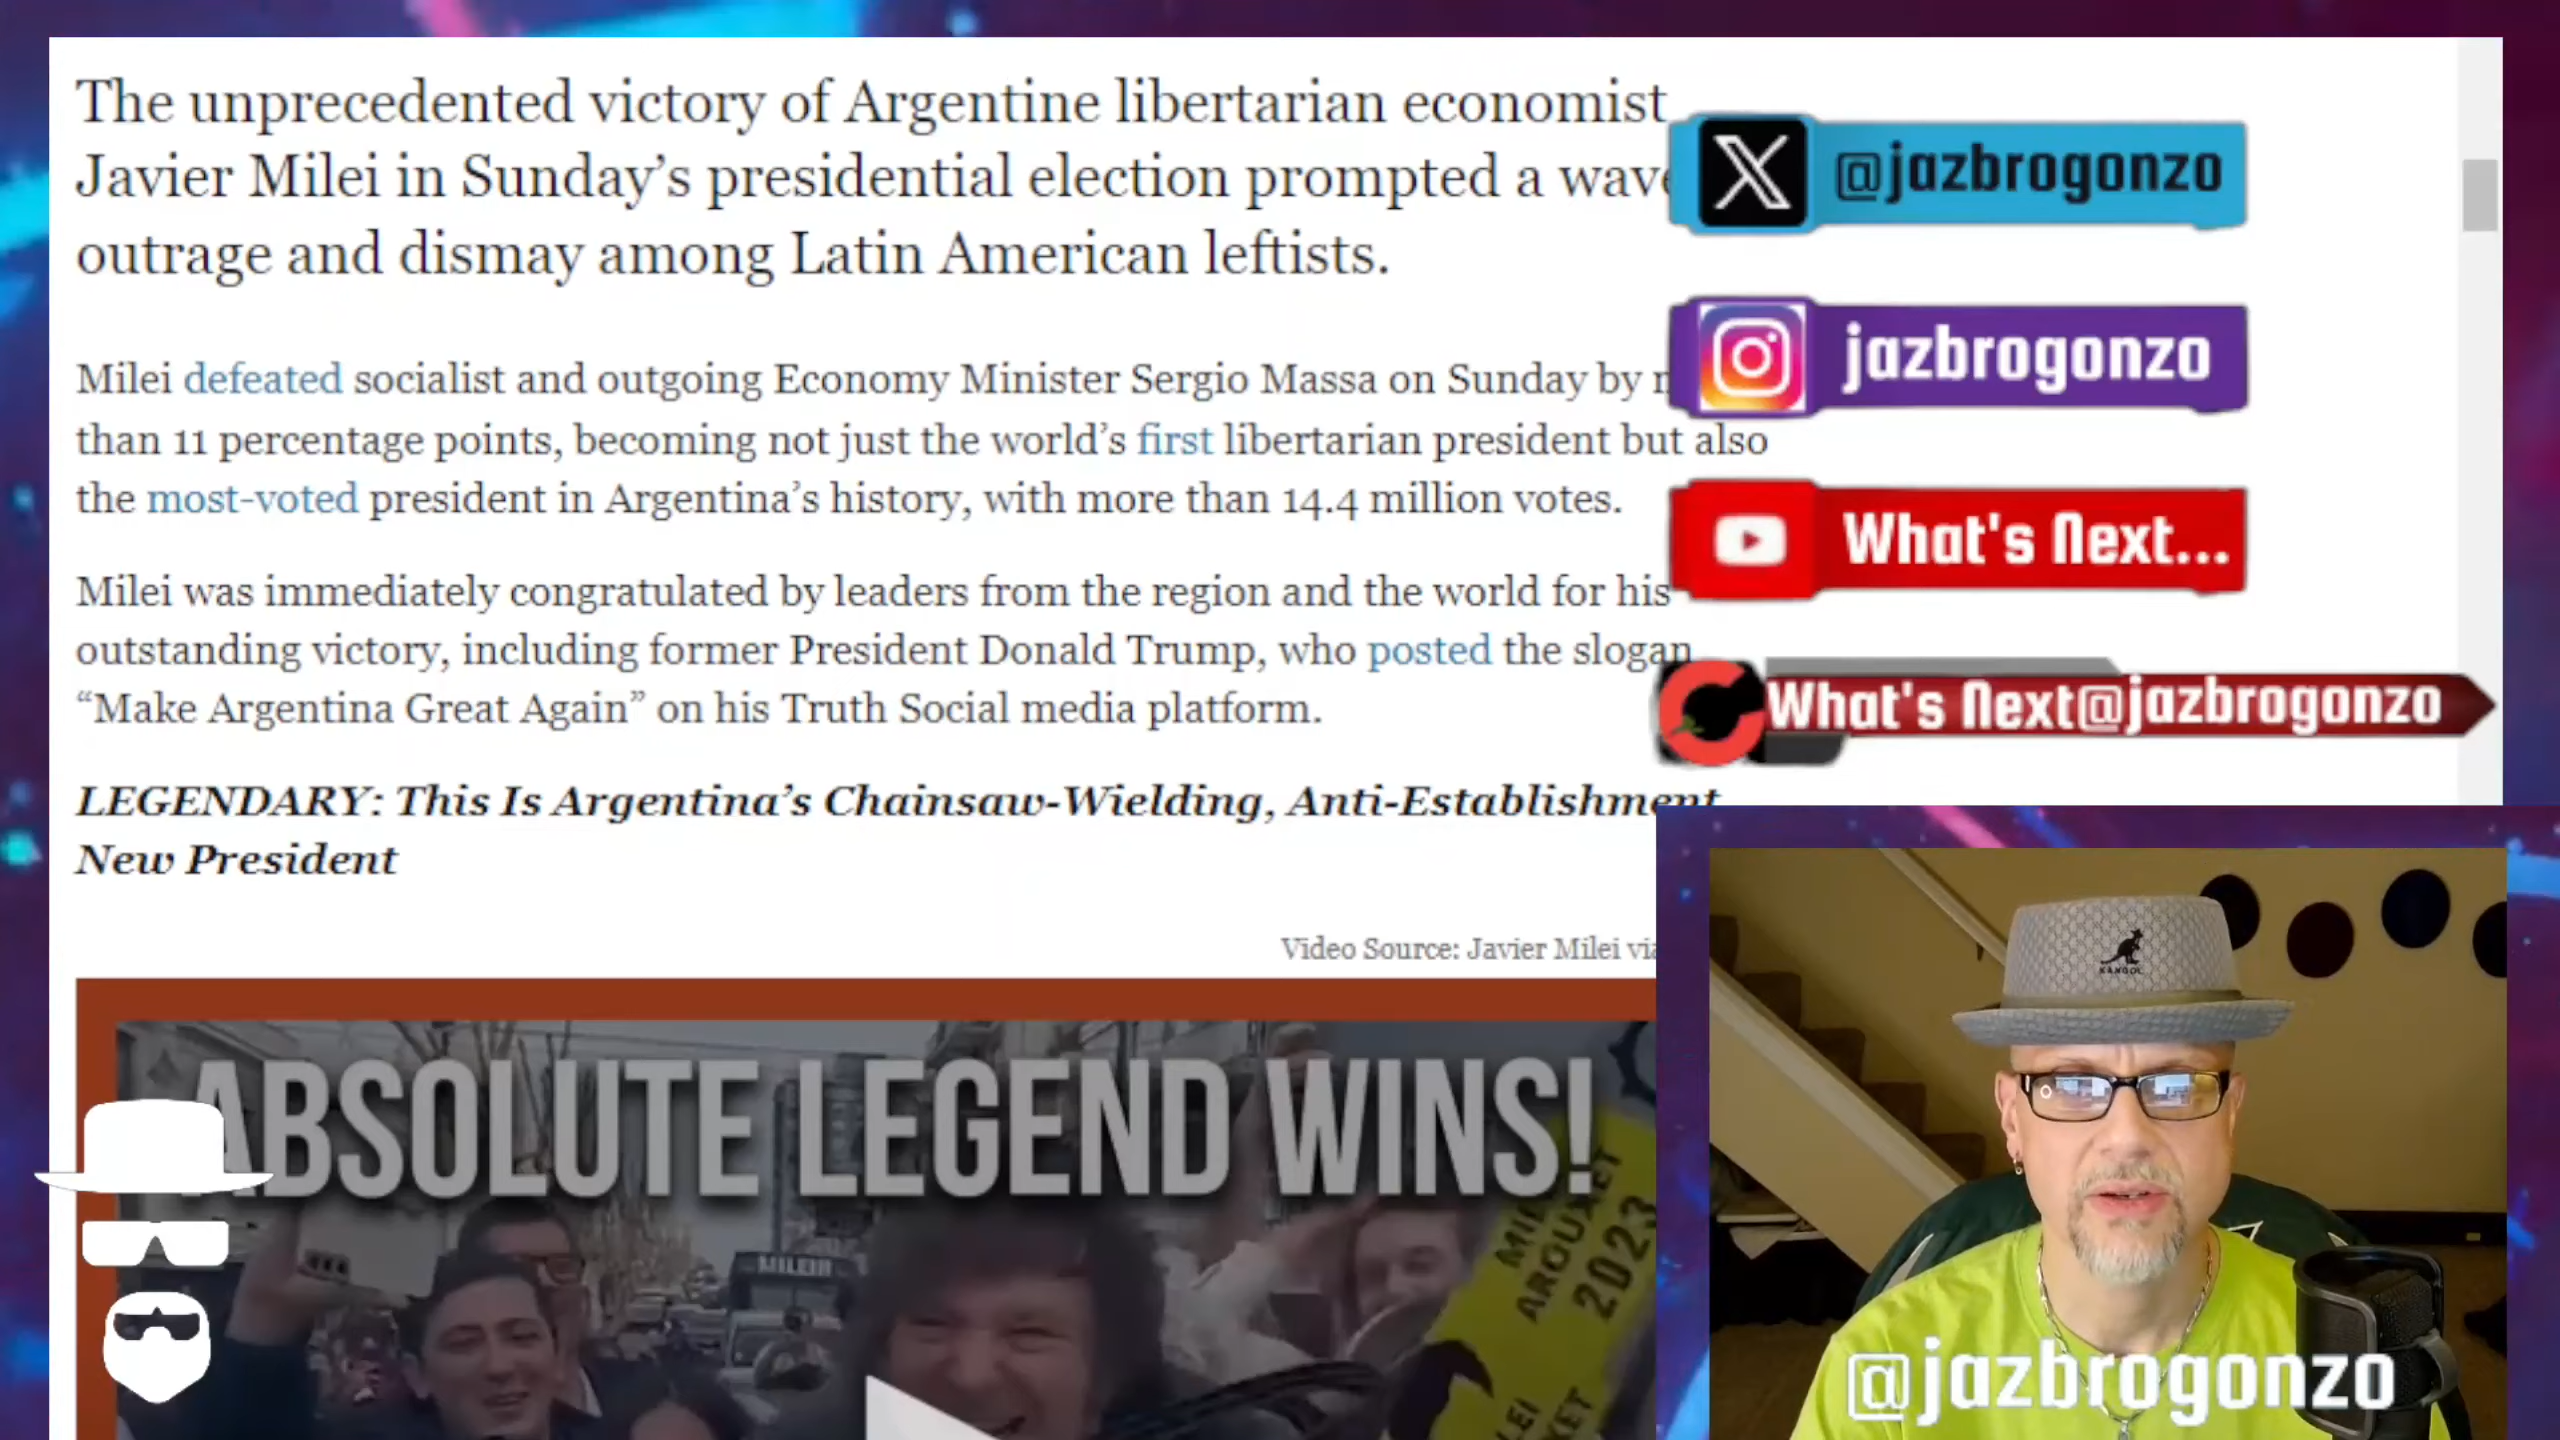 The unprecedented victory of Argentine libertarian economist
Javier Milei in Sunday’s presidential election prompted a wave
outrage and dismay among Latin American leftists.
Milei defeated socialist and outgoing Economy Minister Sergio Massa on Sunday by
than 11 percentage points, becoming not just the world’s first libertarian president but also
the most-voted president in Argentina’s history, with more than 14.4 million votes.
Milei was immediately congratulated by leaders from the region and the world for his
outstanding victory, including former President Donald Trump, who posted the slogan
“Make Argentina Great Again” on his Truth Social media platform.
LEGENDARY: This Is Argentina’s Chainsaw-Wielding, Anti-Establishment
New President
Video Source: Javier Milei via
ABSOLUTE LEGEND WINS!
2023
@jazbrogonzo
jazbrogonzo
What's Next...
What's Next@jazbrogonzo
KANGOL
@jazbrogonzo